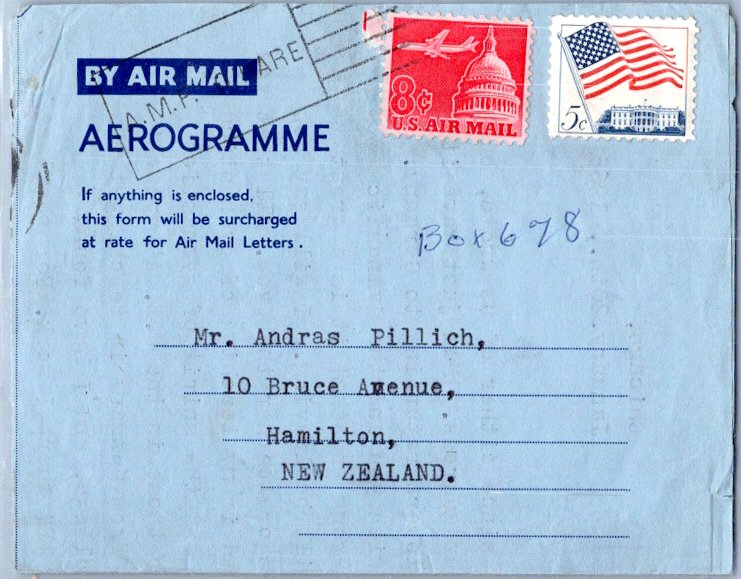 A.M.F.
BY AIR MAIL
AEROGRAMME
If anything is enclosed,
this form will be surcharged
at rate for Air Mail Letters.
8¢
U.S. AIR MAIL
5c
Box 678
Mr. Andras Pillich,
10 Bruce Avenue,
Hamilton,
NEW ZEALAND.